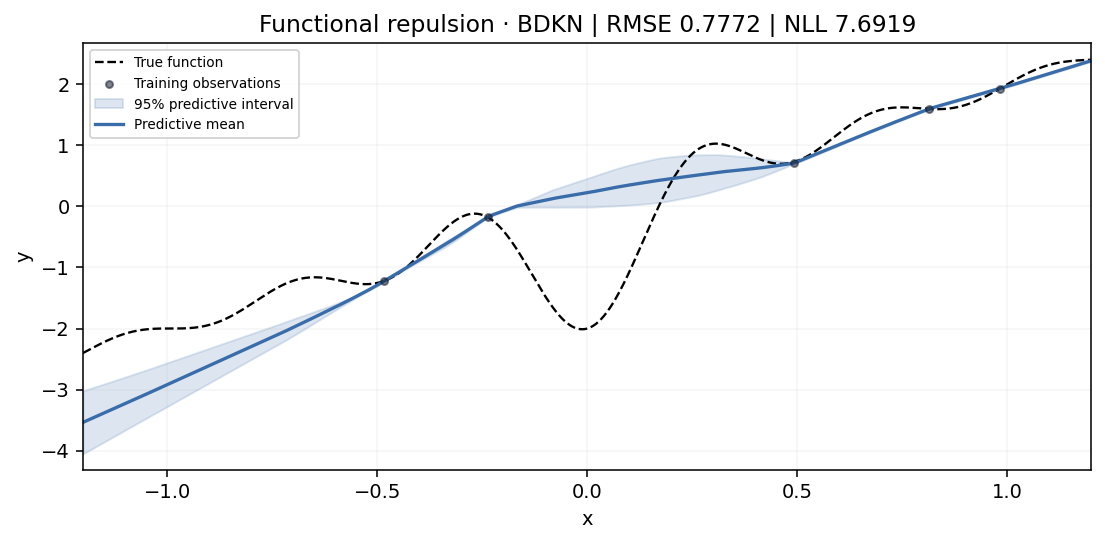 Functional repulsion · BDKN | RMSE 0.7772 | NLL 7.6919
True function
Training observations
95% predictive interval
Predictive mean
y
2
1
0
−1
−2
−3
−4
−1.0 −0.5 0.0 0.5 1.0
x